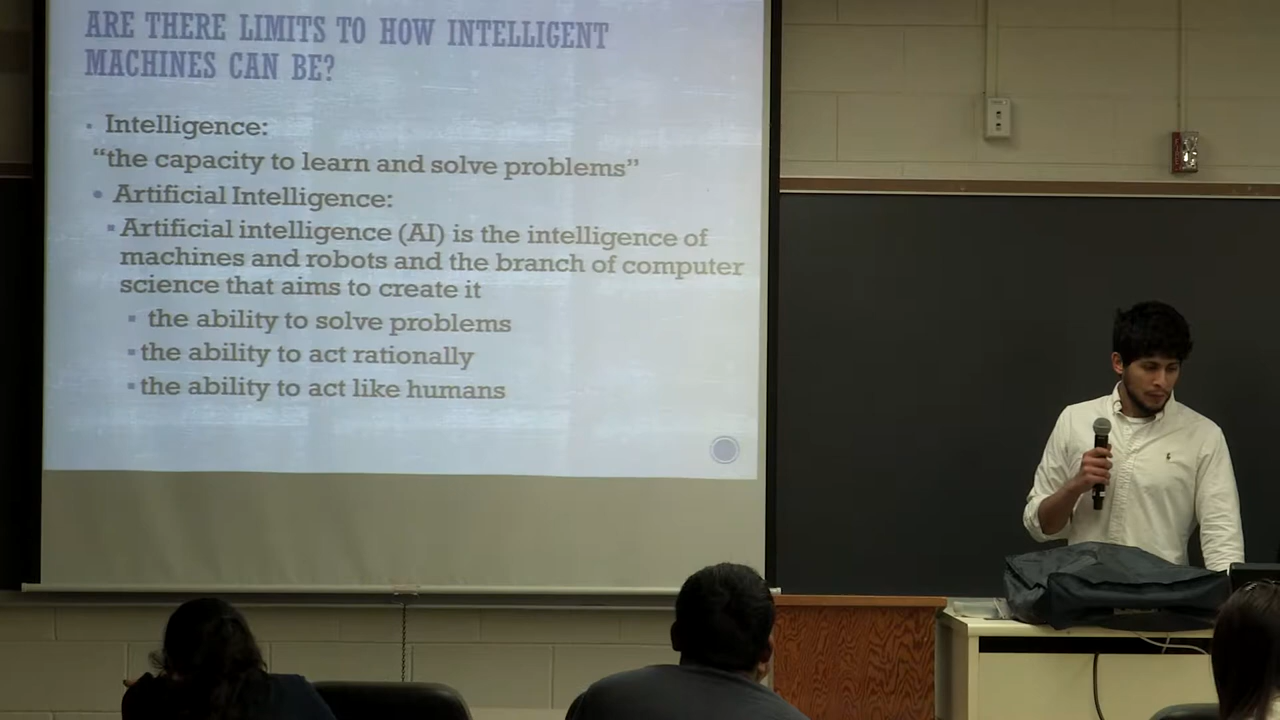 ARE THERE LIMITS TO HOW INTELLIGENT
MACHINES CAN BE?
Intelligence:
“the capacity to learn and solve problems”
Artificial Intelligence:
Artificial intelligence (AI) is the intelligence of
machines and robots and the branch of computer
science that aims to create it
the ability to solve problems
the ability to act rationally
the ability to act like humans